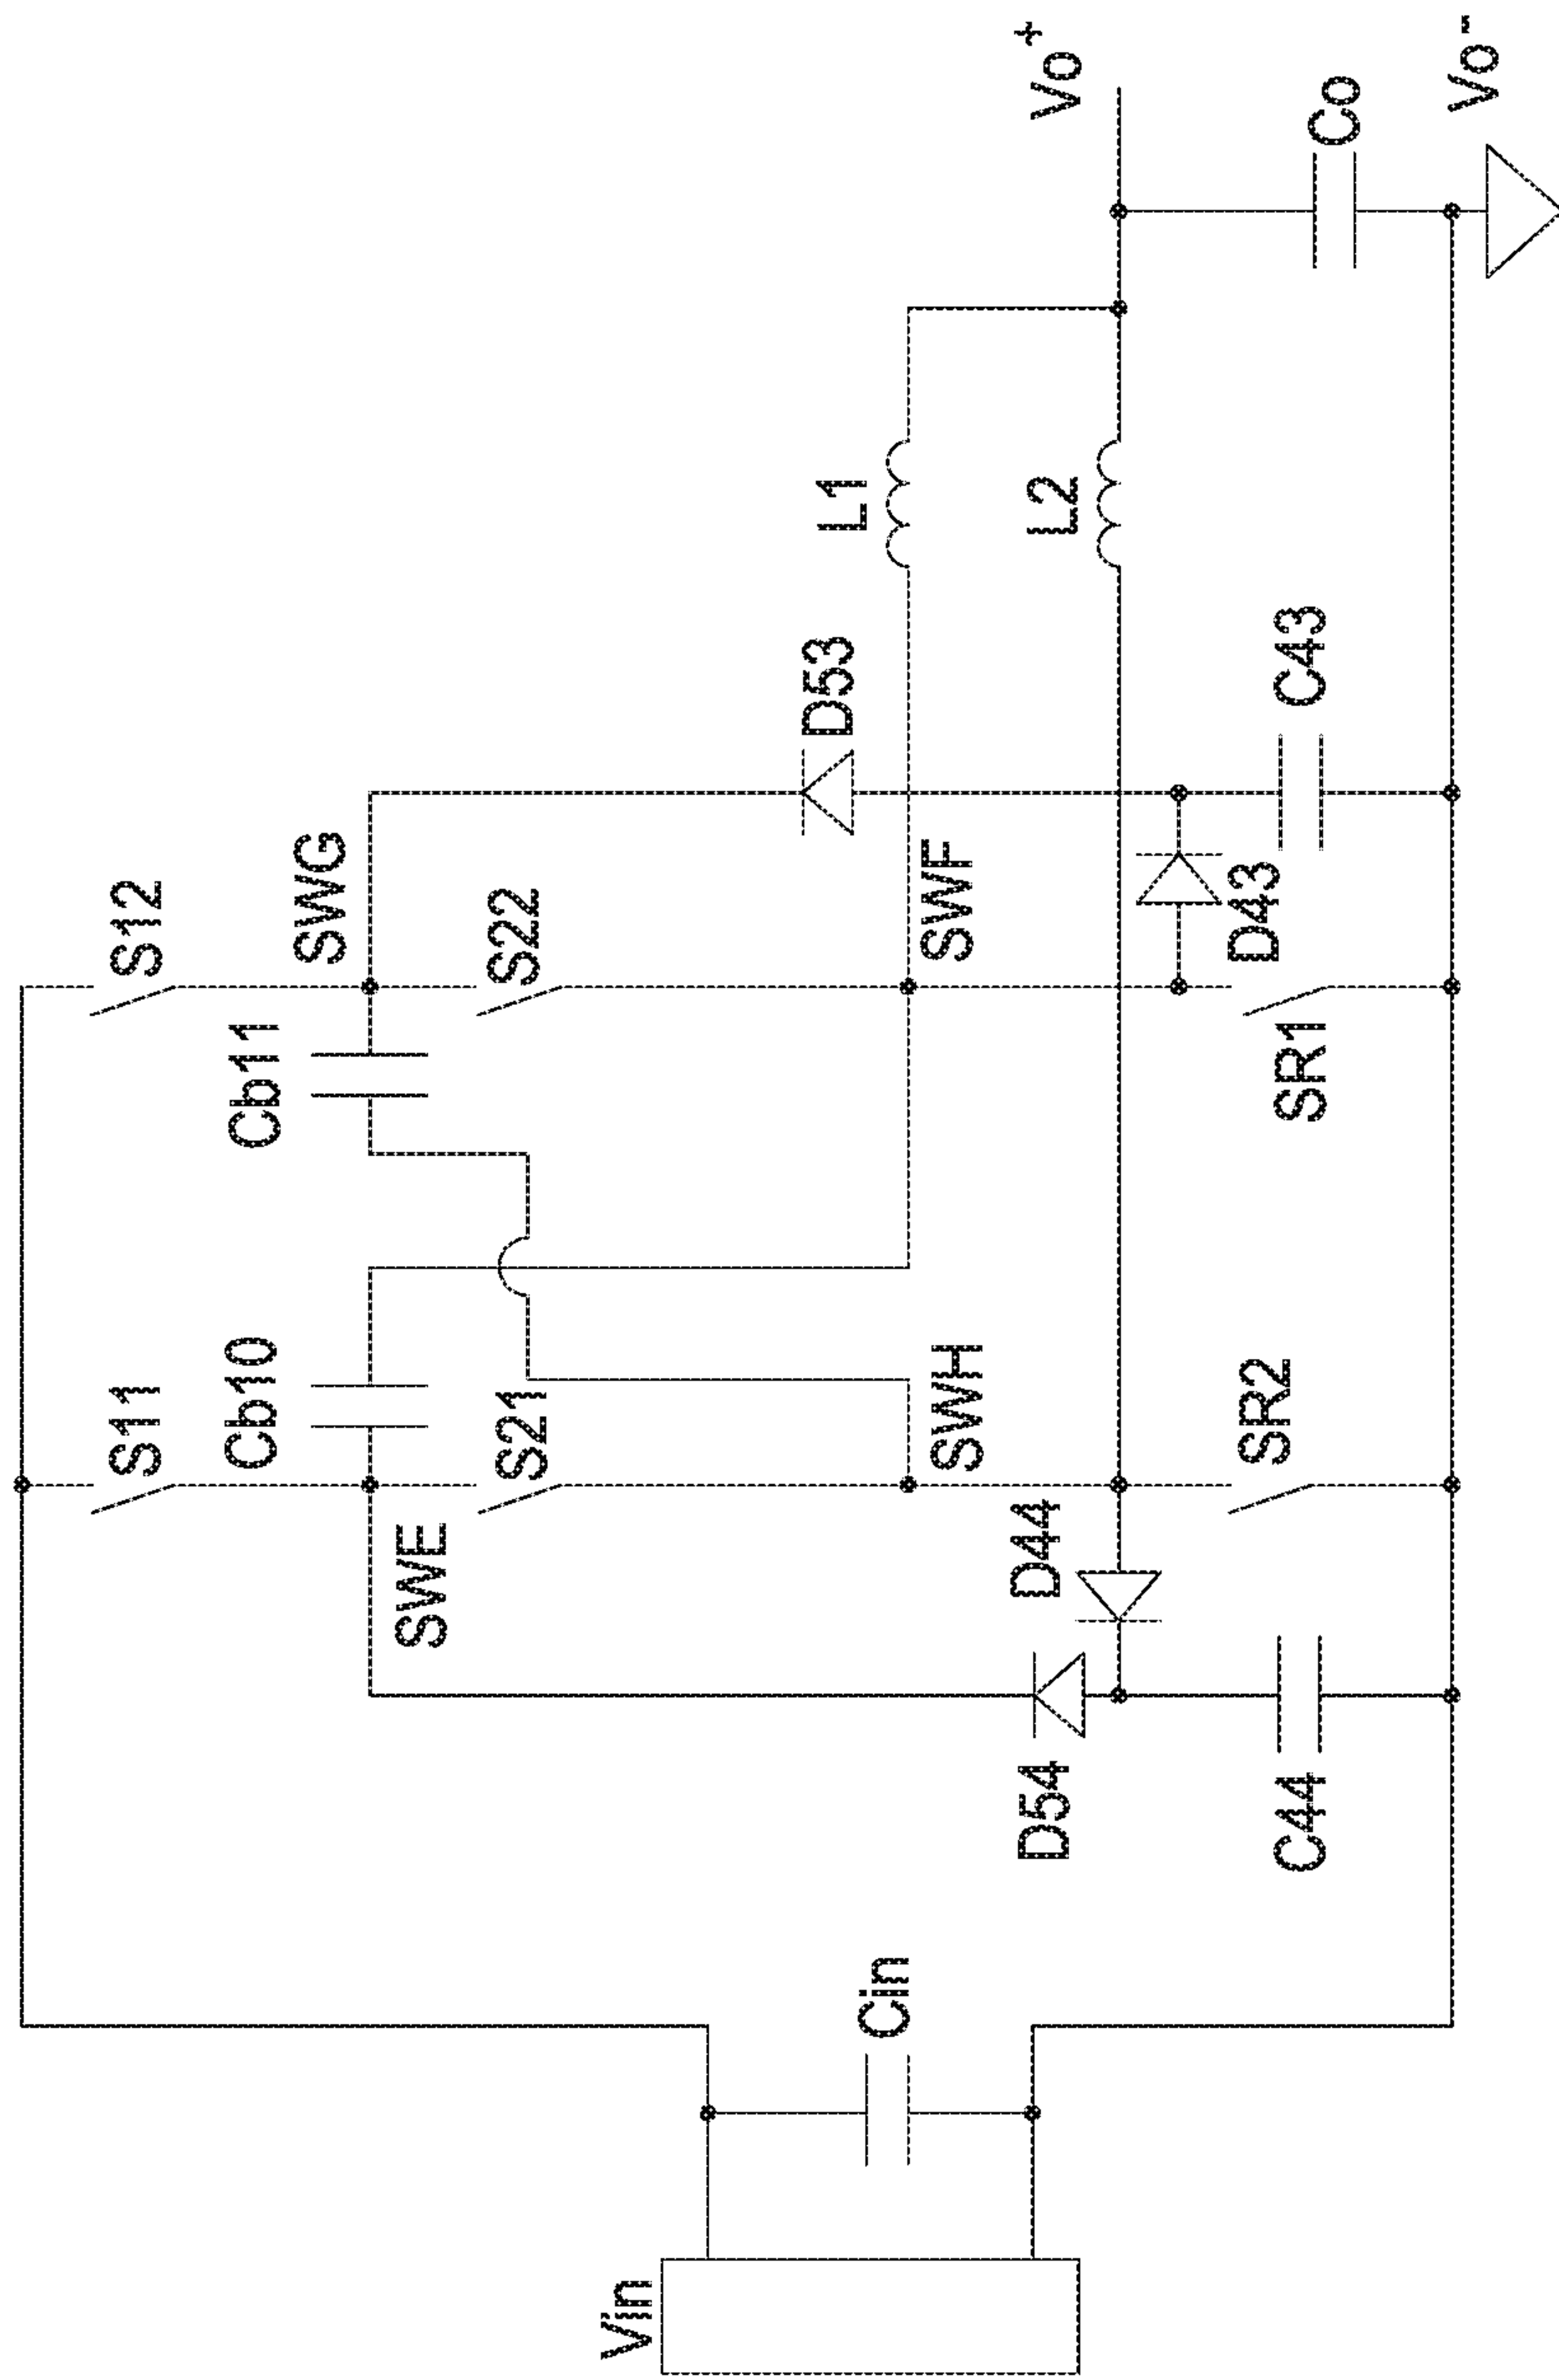 S11
S12
Cb10
Cb11
SWG
SWE
S21
S22
D53
L1
Vin
Cin
SWH
SWF
D54
D44
L2
Vo+
C44
SR2
SR1
D43
C43
Co
Vo-